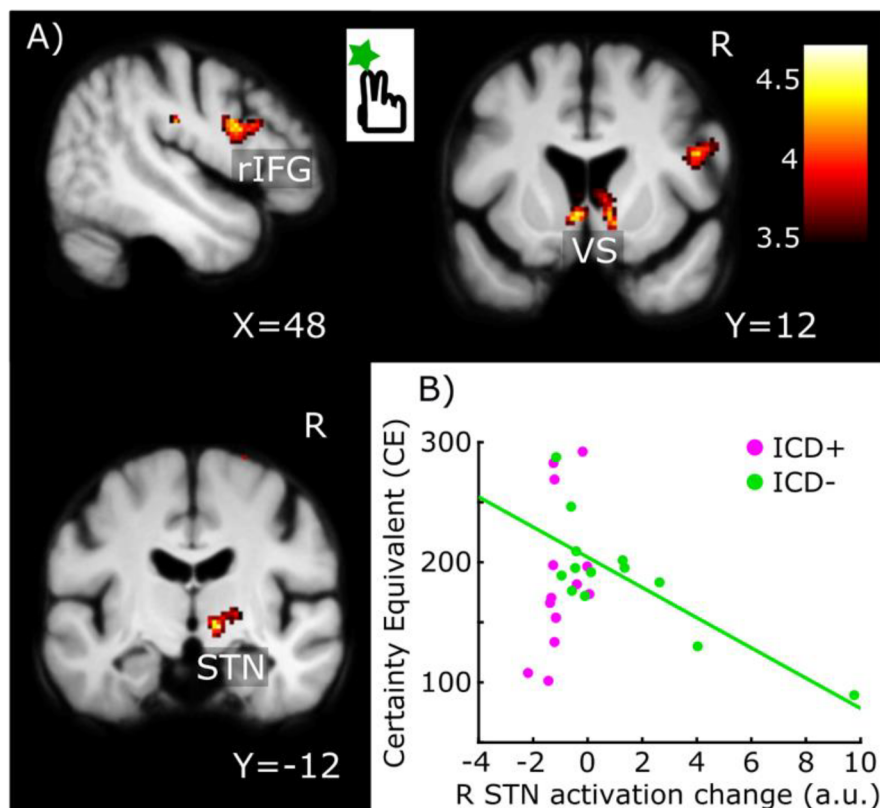 A)
R
4.5
4
3.5
rIFG
VS
X=48
Y=12
R
STN
Y=-12
B)
Certainty Equivalent (CE)
300
200
100
ICD+
ICD-
-4 -2 0 2 4 6 8 10
R STN activation change (a.u.)